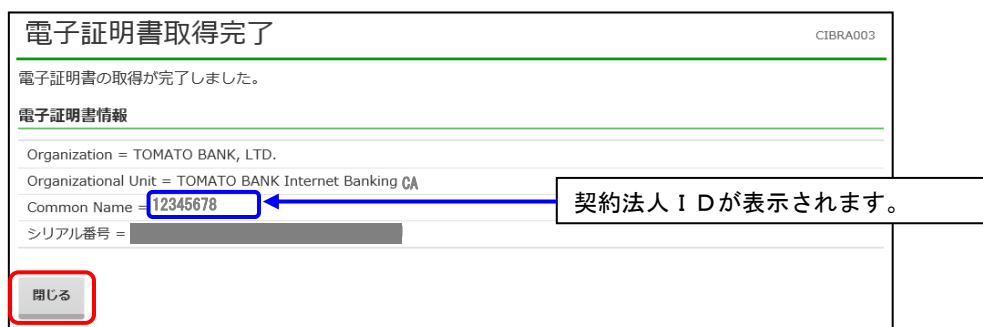 電子証明書取得完了
CIBRA003
電子証明書の取得が完了しました。
電子証明書情報
Organization = TOMATO BANK, LTD.
Organizational Unit = TOMATO BANK Internet Banking CA
Common Name = 12345678
契約法人ＩＤが表示されます。
シリアル番号 =
閉じる